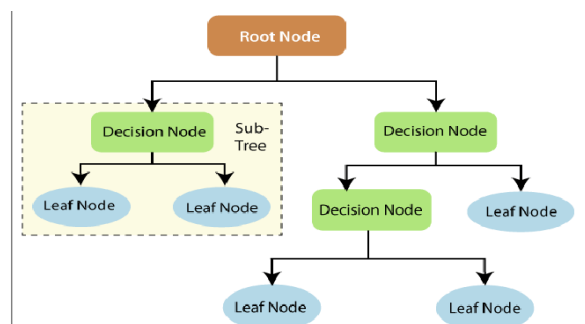 Root Node
Decision Node
Sub-
Tree
Decision Node
Leaf Node
Leaf Node
Decision Node
Leaf Node
Leaf Node
Leaf Node